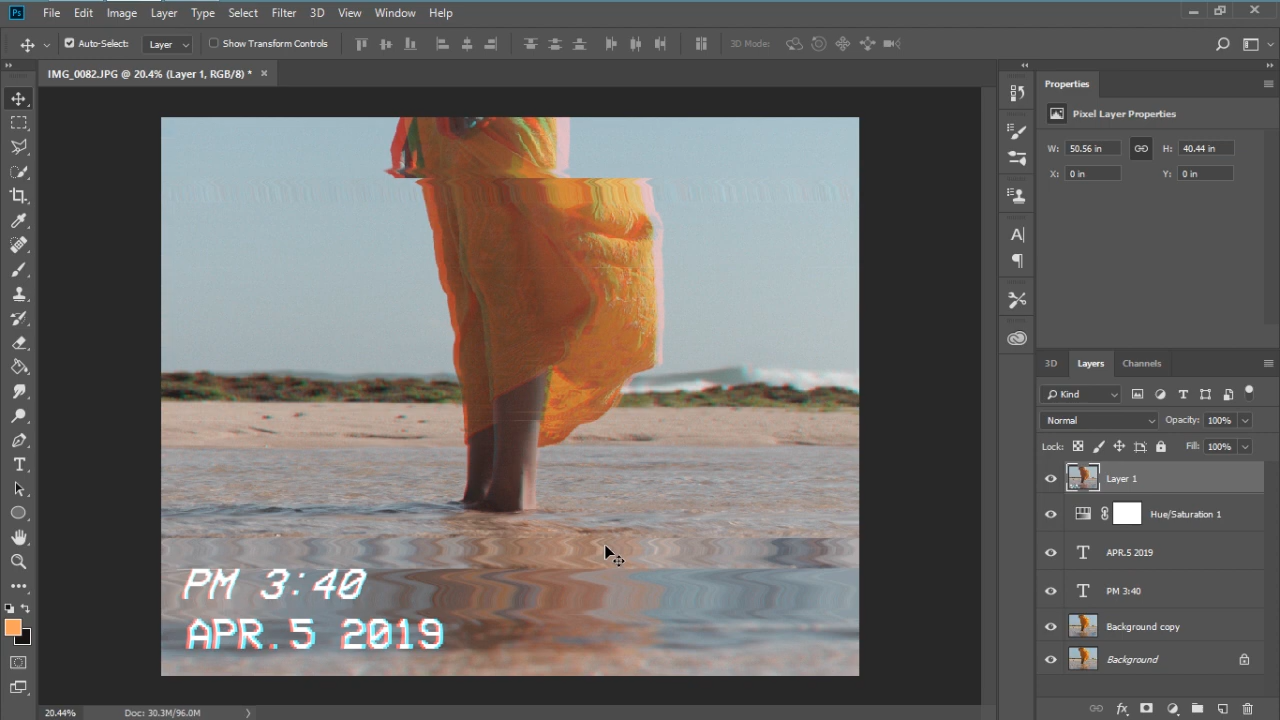 Ps File Edit Image Layer Type Select Filter 3D View Window Help
Auto-Select: Layer Show Transform Controls 3D Mode:
IMG_0082.JPG @ 20.4% (Layer 1, RGB/8) * ×
Properties
Pixel Layer Properties
W: 50.56 in H: 40.44 in
X: 0 in Y: 0 in
3D Layers Channels
Kind
Normal Opacity: 100%
Lock: Fill: 100%
Layer 1
Hue/Saturation 1
APR.5 2019
PM 3:40
Background copy
Background
PM 3:40
APR.5 2019
20.44% Doc: 30.3M/96.0M